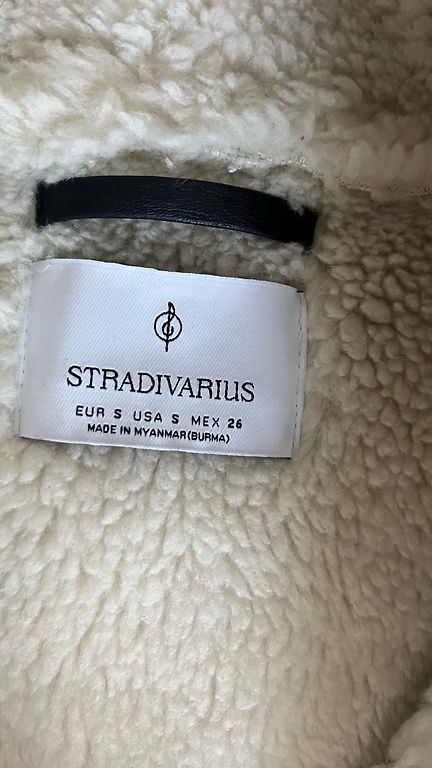 STRADIVARIUS
EUR S USA S MEX 26
MADE IN MYANMAR(BURMA)